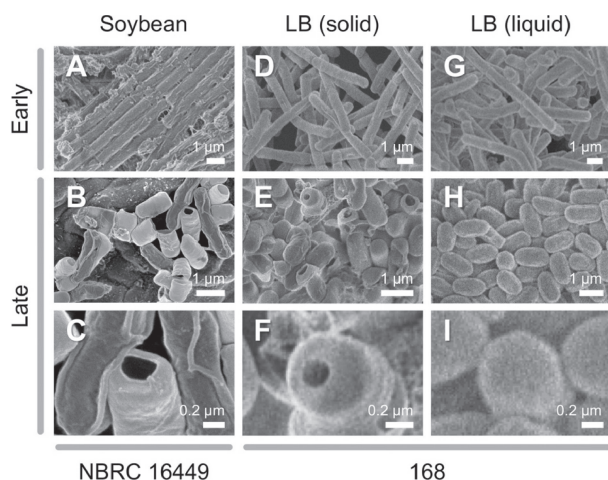 Soybean LB (solid) LB (liquid)
Early
A
1 µm
D
1 µm
G
1 µm
Late
B
1 µm
E
1 µm
H
1 µm
C
0.2 µm
F
0.2 µm
I
0.2 µm
NBRC 16449 168